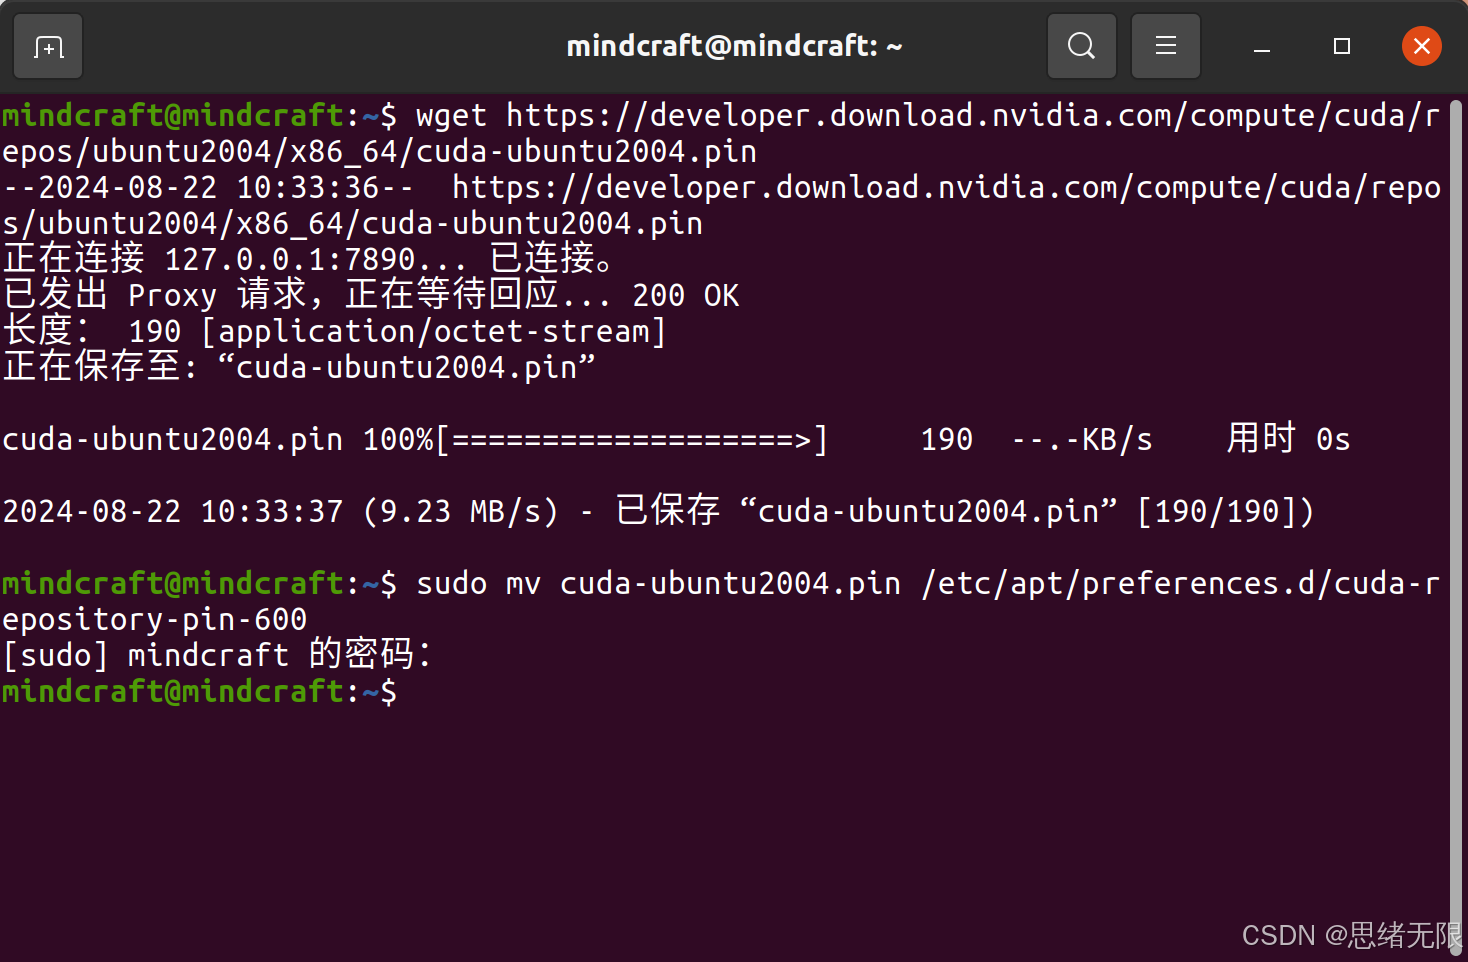 mindcraft@mindcraft: ~
mindcraft@mindcraft:~$ wget https://developer.download.nvidia.com/compute/cuda/r
epos/ubuntu2004/x86_64/cuda-ubuntu2004.pin
--2024-08-22 10:33:36--  https://developer.download.nvidia.com/compute/cuda/repo
s/ubuntu2004/x86_64/cuda-ubuntu2004.pin
正在连接 127.0.0.1:7890... 已连接。
已发出 Proxy 请求，正在等待回应... 200 OK
长度： 190 [application/octet-stream]
正在保存至: “cuda-ubuntu2004.pin”
cuda-ubuntu2004.pin 100%[===================>]     190  --.-KB/s    用时 0s
2024-08-22 10:33:37 (9.23 MB/s) - 已保存 “cuda-ubuntu2004.pin” [190/190])
mindcraft@mindcraft:~$ sudo mv cuda-ubuntu2004.pin /etc/apt/preferences.d/cuda-r
epository-pin-600
[sudo] mindcraft 的密码：
mindcraft@mindcraft:~$
CSDN @思绪无限